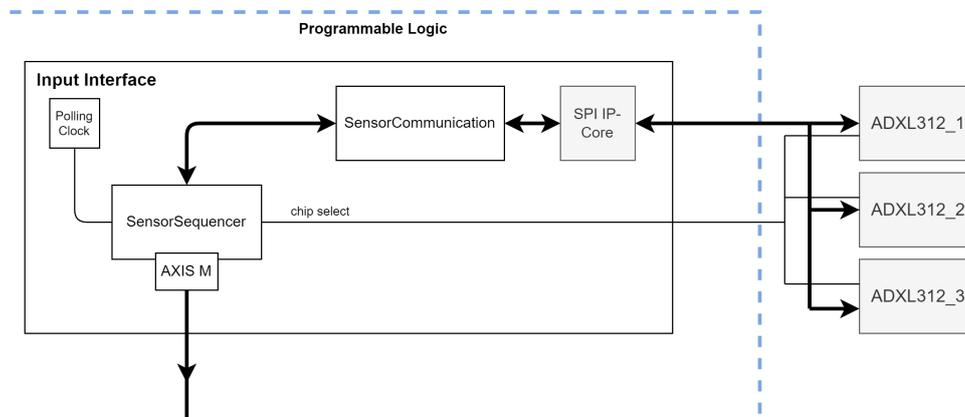 Programmable Logic
Input Interface
Polling
Clock
SensorCommunication
SPI IP-
Core
ADXL312_1
SensorSequencer
chip select
ADXL312_2
AXIS M
ADXL312_3